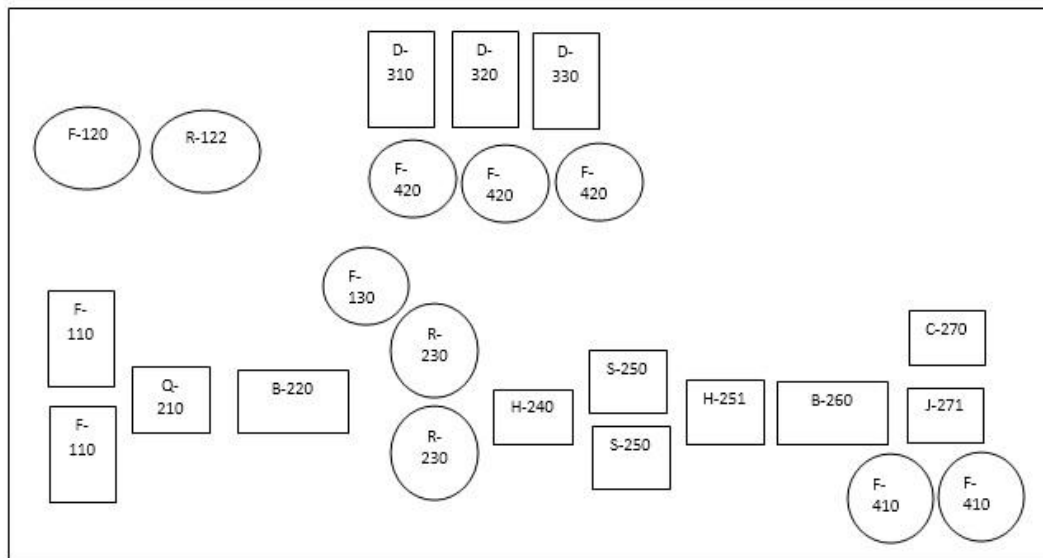 D-
310
D-
320
D-
330
F-120
R-122
F-
420
F-
420
F-
420
F-
130
F-
110
R-
230
C-270
Q-
210
B-220
S-250
H-240
H-251
B-260
J-271
F-
110
R-
230
S-250
F-
410
F-
410